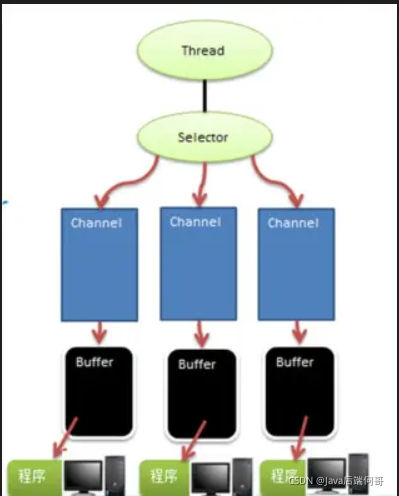 Thread
Selector
Channel
Channel
Channel
Buffer
Buffer
Buffer
程序
程序
程序
CSDN @Java后端何哥